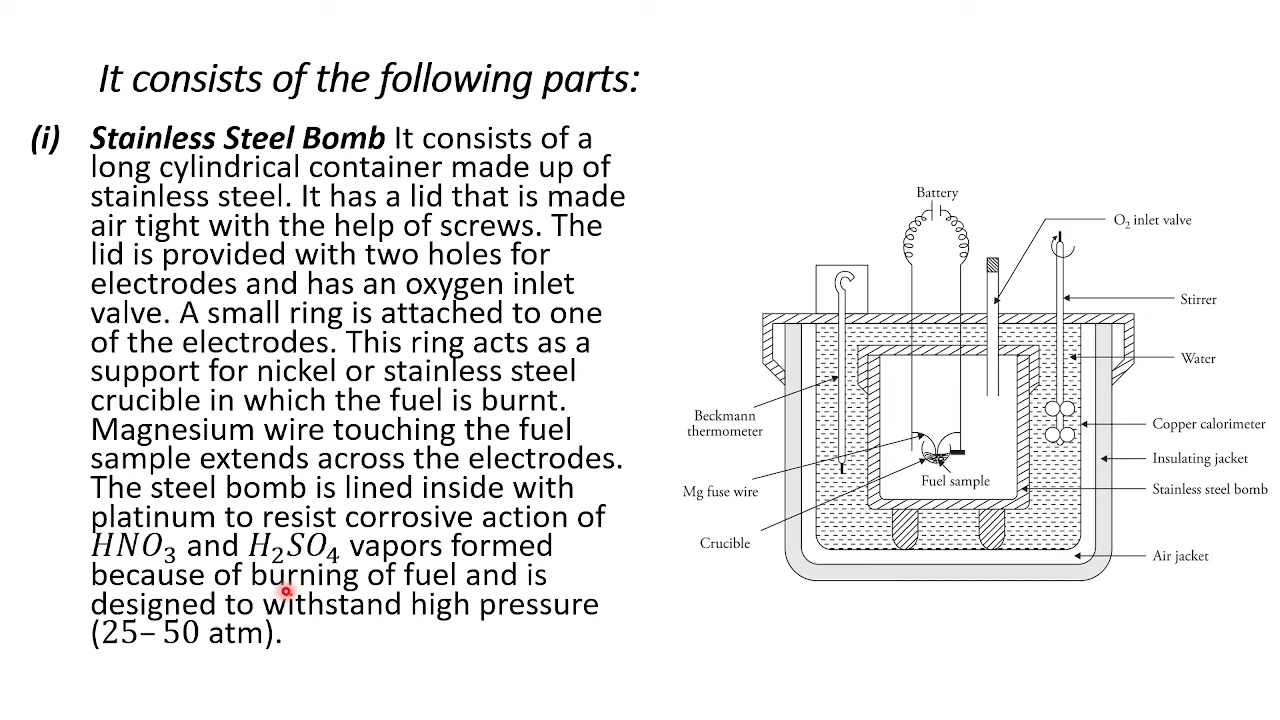 It consists of the following parts:
(i) Stainless Steel Bomb It consists of a
long cylindrical container made up of
stainless steel. It has a lid that is made
air tight with the help of screws. The
lid is provided with two holes for
electrodes and has an oxygen inlet
valve. A small ring is attached to one
of the electrodes. This ring acts as a
support for nickel or stainless steel
crucible in which the fuel is burnt.
Magnesium wire touching the fuel
sample extends across the electrodes.
The steel bomb is lined inside with
platinum to resist corrosive action of
HNO₃ and H₂SO₄ vapors formed
because of burning of fuel and is
designed to withstand high pressure
(25– 50 atm).
Battery
O₂ inlet valve
Stirrer
Water
Beckmann
thermometer
Copper calorimeter
Insulating jacket
Fuel sample
Mg fuse wire
Stainless steel bomb
Crucible
Air jacket